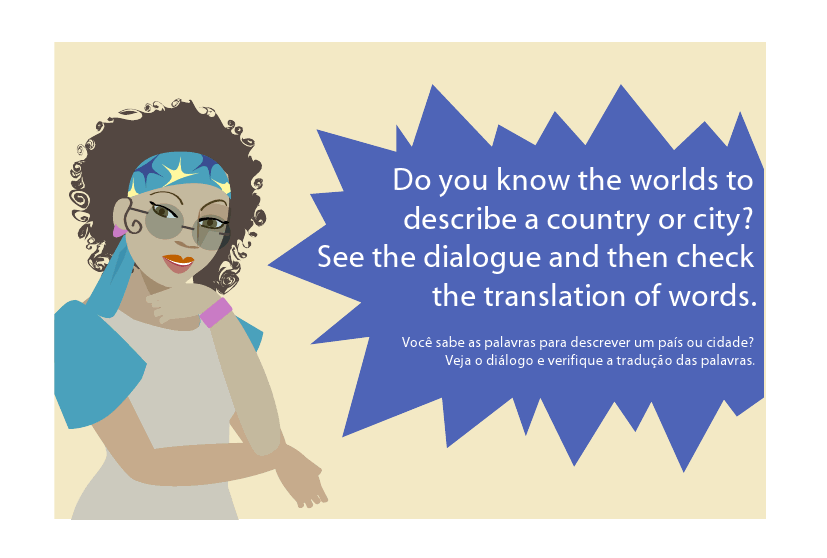 Do you know the worlds to
describe a country or city?
See the dialogue and then check
the translation of words.
Você sabe as palavras para descrever um país ou cidade?
Veja o diálogo e verifique a tradução das palavras.